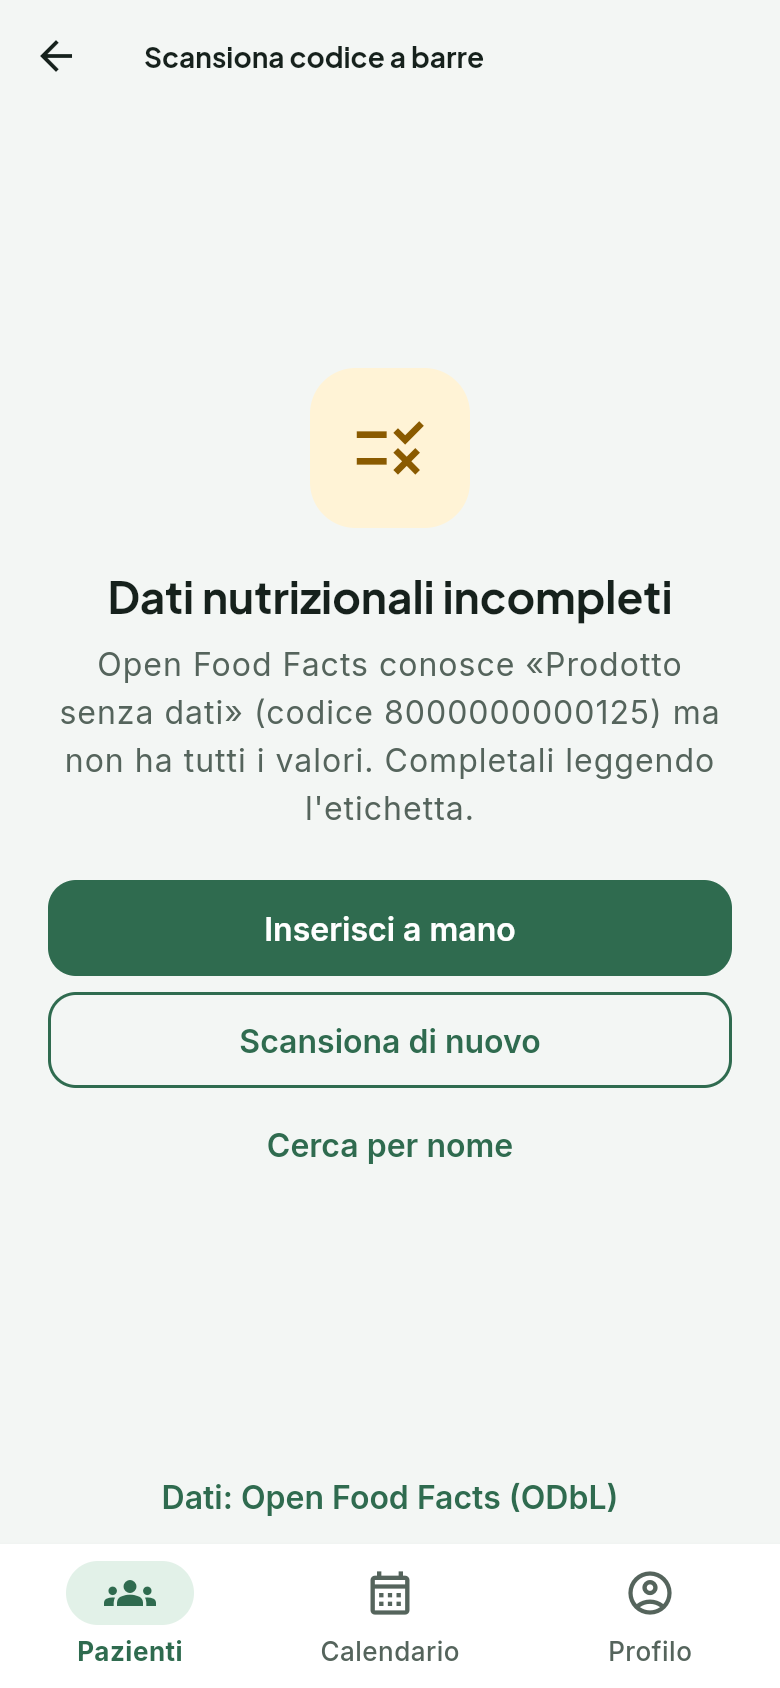 Scansiona codice a barre
Dati nutrizionali incompleti
Open Food Facts conosce «Prodotto
senza dati» (codice 8000000000125) ma
non ha tutti i valori. Completali leggendo
l'etichetta.
Inserisci a mano
Scansiona di nuovo
Cerca per nome
Dati: Open Food Facts (ODbL)
Pazienti
Calendario
Profilo